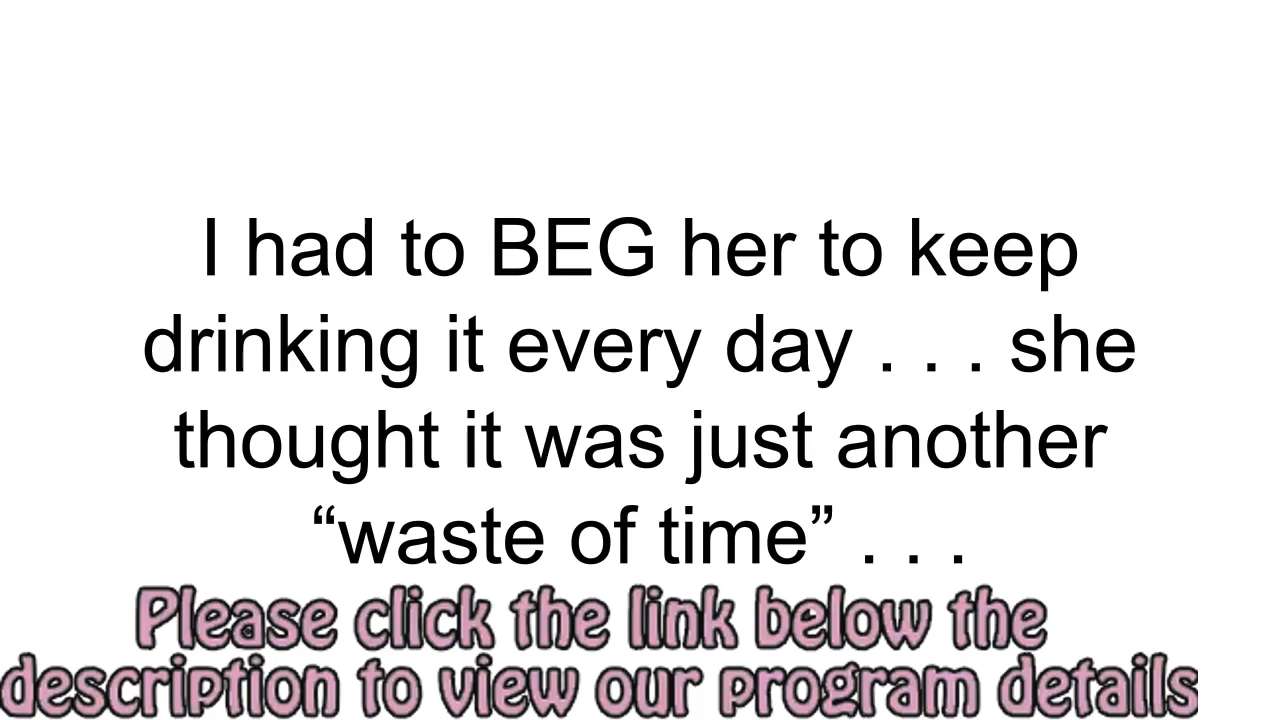 I had to BEG her to keep
drinking it every day . . . she
thought it was just another
“waste of time” . . .
Please click the link below the
description to view our program details